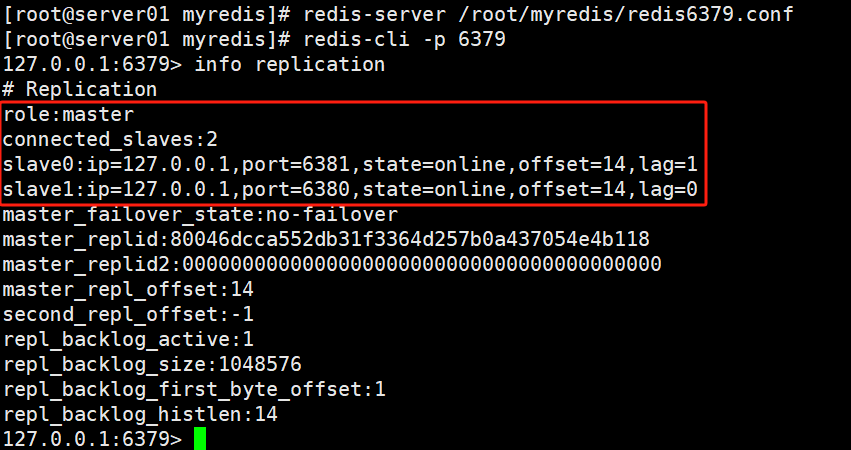 [root@server01 myredis]# redis-server /root/myredis/redis6379.conf
[root@server01 myredis]# redis-cli -p 6379
127.0.0.1:6379> info replication
# Replication
role:master
connected_slaves:2
slave0:ip=127.0.0.1,port=6381,state=online,offset=14,lag=1
slave1:ip=127.0.0.1,port=6380,state=online,offset=14,lag=0
master_failover_state:no-failover
master_replid:80046dcca552db31f3364d257b0a437054e4b118
master_replid2:0000000000000000000000000000000000000000
master_repl_offset:14
second_repl_offset:-1
repl_backlog_active:1
repl_backlog_size:1048576
repl_backlog_first_byte_offset:1
repl_backlog_histlen:14
127.0.0.1:6379>